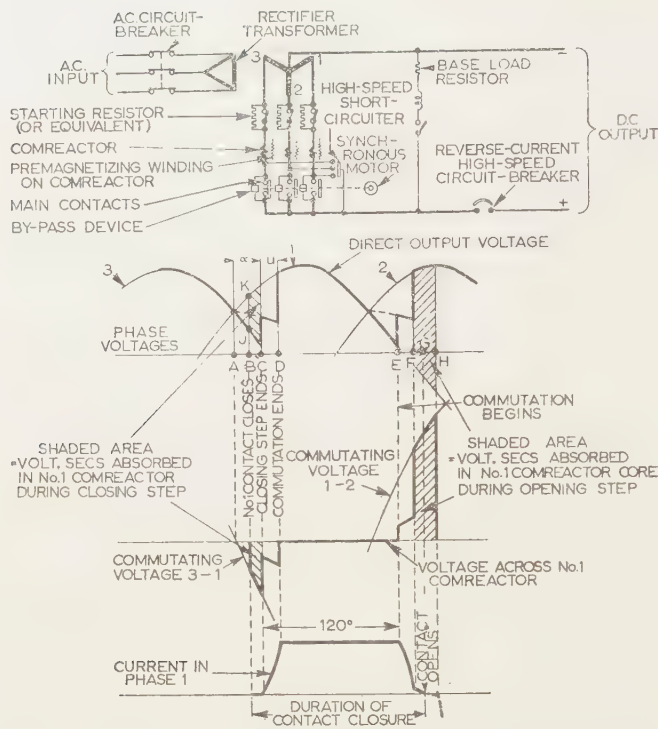 A.C. CIRCUIT-
BREAKER
RECTIFIER
TRANSFORMER
A.C.
INPUT
3
1
2
STARTING RESISTOR
(OR EQUIVALENT)
COMREACTOR
PREMAGNETIZING WINDING
ON COMREACTOR
MAIN CONTACTS
BY-PASS DEVICE
HIGH-SPEED
SHORT-
CIRCUITER
SYNCH-
RONOUS
MOTOR
BASE LOAD
RESISTOR
D.C.
OUTPUT
REVERSE-CURRENT
HIGH-SPEED
CIRCUIT-BREAKER
−
+
3
α
u
1
DIRECT OUTPUT VOLTAGE
2
K
J
PHASE
VOLTAGES
A
B
C
D
E
F
G
H
No.1 CONTACT CLOSES
CLOSING STEP ENDS
COMMUTATION ENDS
COMMUTATION
BEGINS
SHADED AREA
=VOLT. SECS ABSORBED
IN No.1 COMREACTOR
DURING CLOSING STEP
COMMUTATING
VOLTAGE
1-2
SHADED AREA
=VOLT. SECS ABSORBED
IN No.1 COMREACTOR CORE
DURING OPENING STEP
COMMUTATING
VOLTAGE 3-1
VOLTAGE ACROSS No.1
COMREACTOR
120°
CONTACT
OPENS
CURRENT IN
PHASE 1
DURATION OF
CONTACT CLOSURE